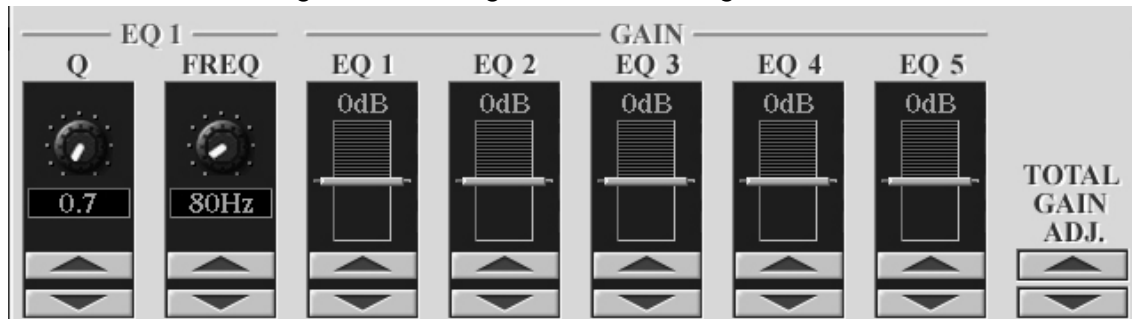 EQ 1 GAIN
Q FREQ EQ 1 EQ 2 EQ 3 EQ 4 EQ 5
0dB 0dB 0dB 0dB 0dB
0.7 80Hz
TOTAL
GAIN
ADJ.